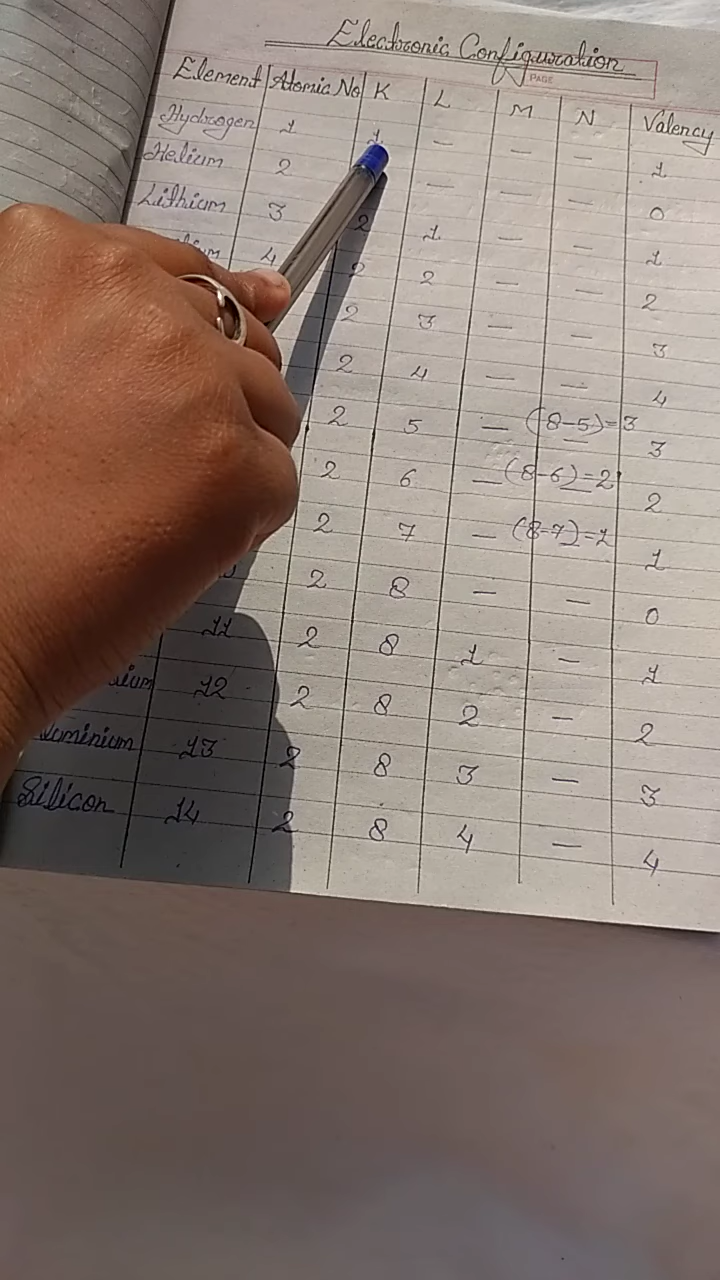 Electronic Configuration
PAGE
Element Atomic No K L M N Valency
Hydrogen 1 1 — — — 1
Helium 2 — — — 0
Lithium 3 2 1 — — 1
4 2 2 — — 2
2 3 — — 3
2 4 — — 4
2 5 — — (8-5)=3 3
2 6 — — (8-6)=2 2
2 7 — — (8-7)=1 1
2 8 — — 0
11 2 8 1 — 1
12 2 8 2 — 2
13 2 8 3 — 3
Silicon 14 2 8 4 — 4